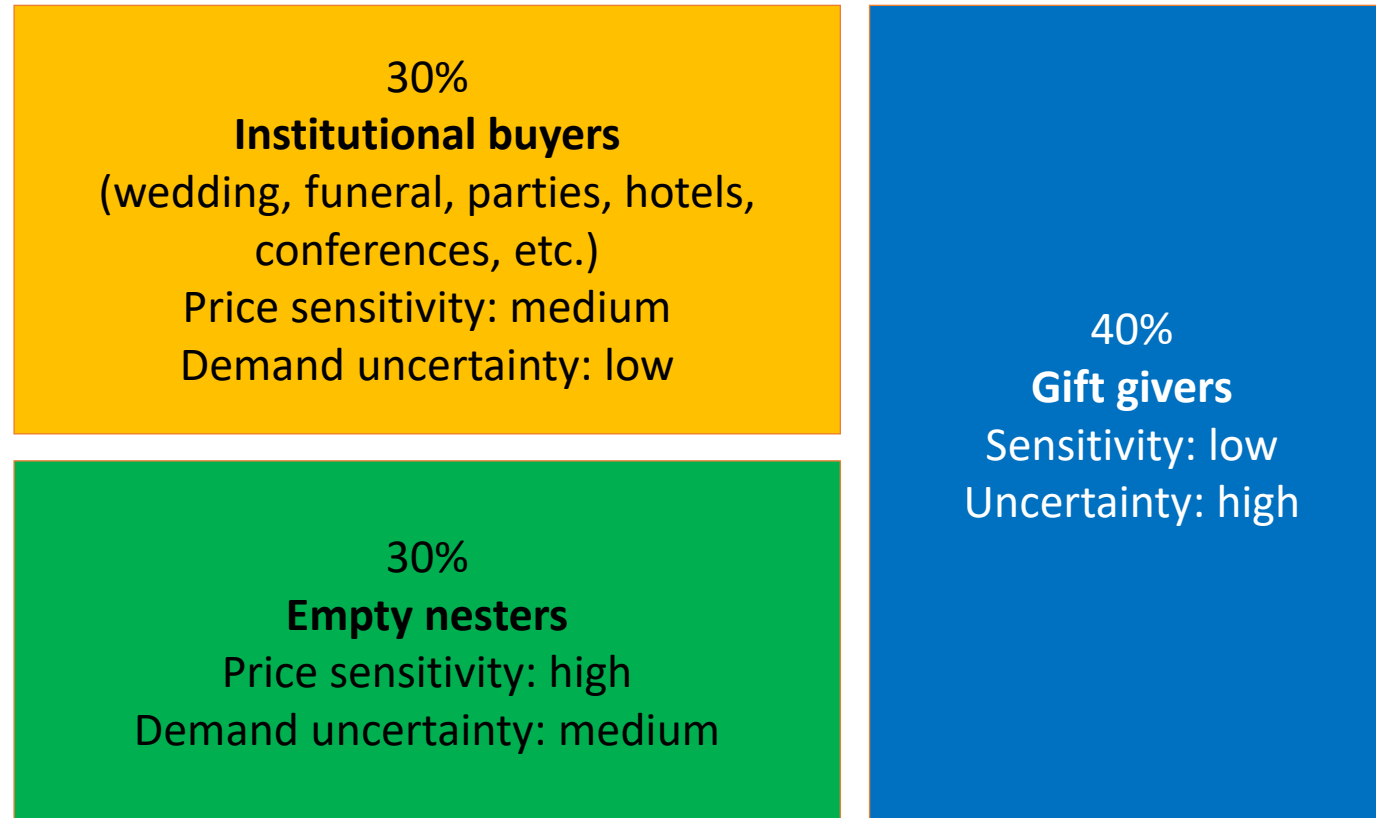 30%
Institutional buyers
(wedding, funeral, parties, hotels,
conferences, etc.)
Price sensitivity: medium
Demand uncertainty: low
30%
Empty nesters
Price sensitivity: high
Demand uncertainty: medium
40%
Gift givers
Sensitivity: low
Uncertainty: high